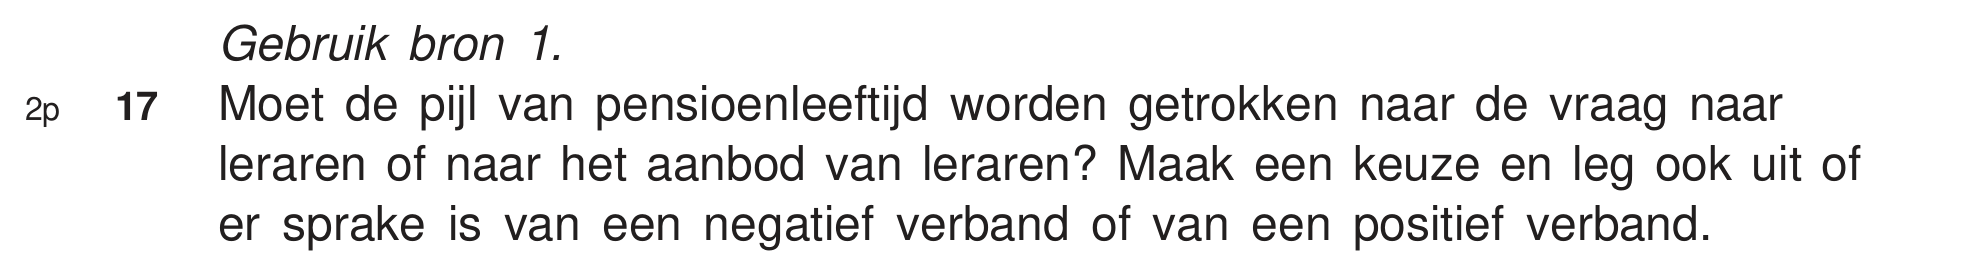 Gebruik bron 1.
2p 17 Moet de pijl van pensioenleeftijd worden getrokken naar de vraag naar
leraren of naar het aanbod van leraren? Maak een keuze en leg ook uit of
er sprake is van een negatief verband of van een positief verband.